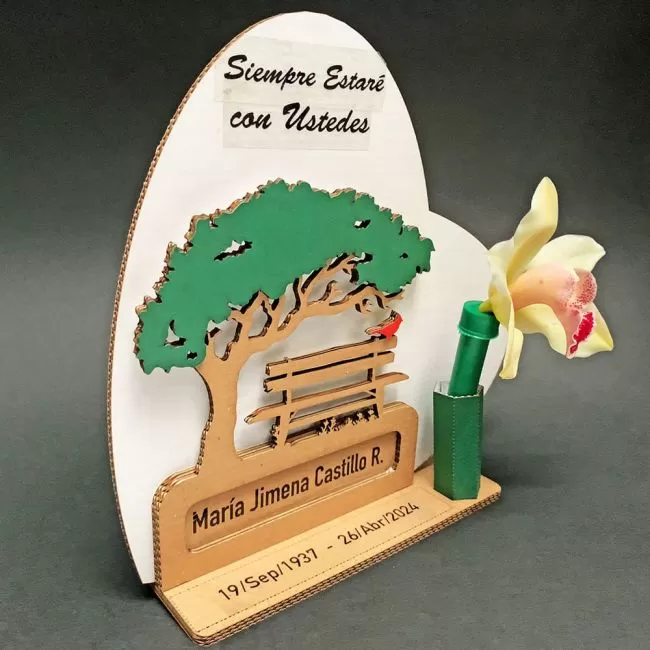 Siempre Estaré
con Ustedes
María Jimena Castillo R.
19/Sep/1937 - 26/Abr/2024